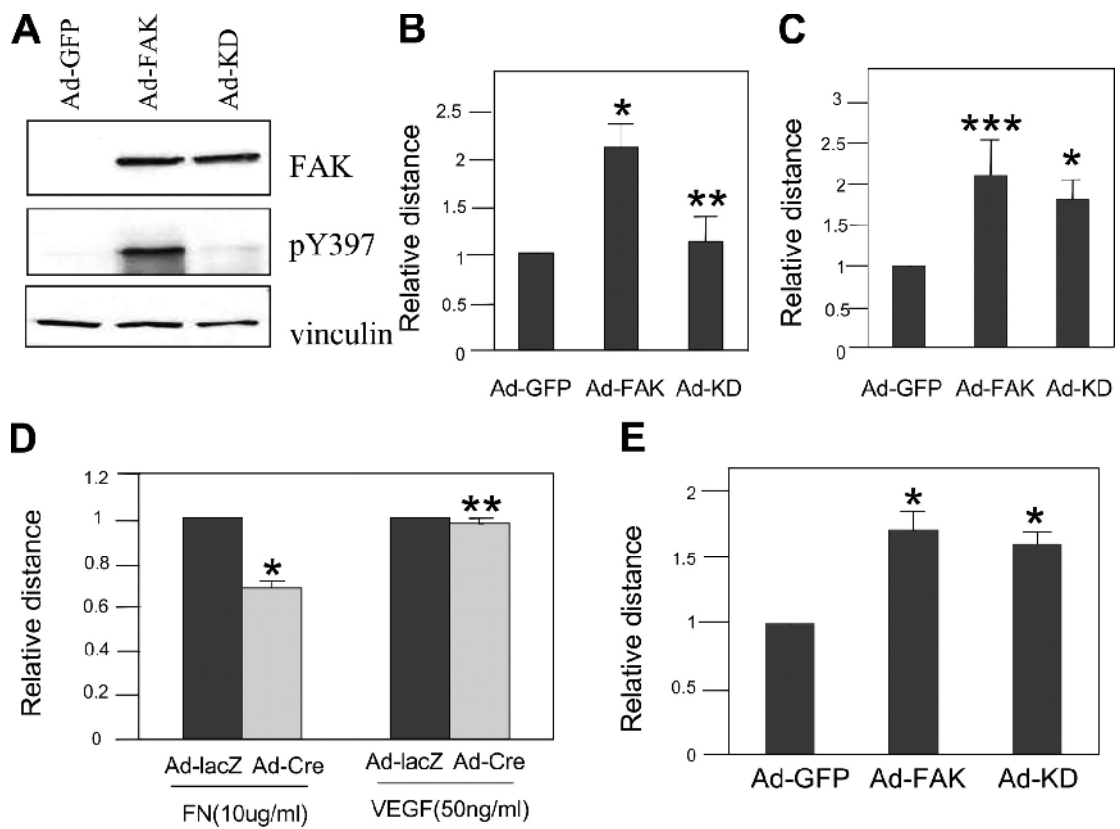 A
Ad-GFP
Ad-FAK
Ad-KD
FAK
pY397
vinculin
B
Relative distance
2.5
2
1.5
1
0.5
0
*
**
Ad-GFP Ad-FAK Ad-KD
C
Relative distance
3
2.5
2
1.5
1
0.5
0
***
*
Ad-GFP Ad-FAK Ad-KD
D
Relative distance
1.2
1
0.8
0.6
0.4
0.2
0
*
**
Ad-lacZ Ad-Cre Ad-lacZ Ad-Cre
FN(10ug/ml) VEGF(50ng/ml)
E
Relative distance
2
1.5
1
0.5
0
*
*
Ad-GFP Ad-FAK Ad-KD